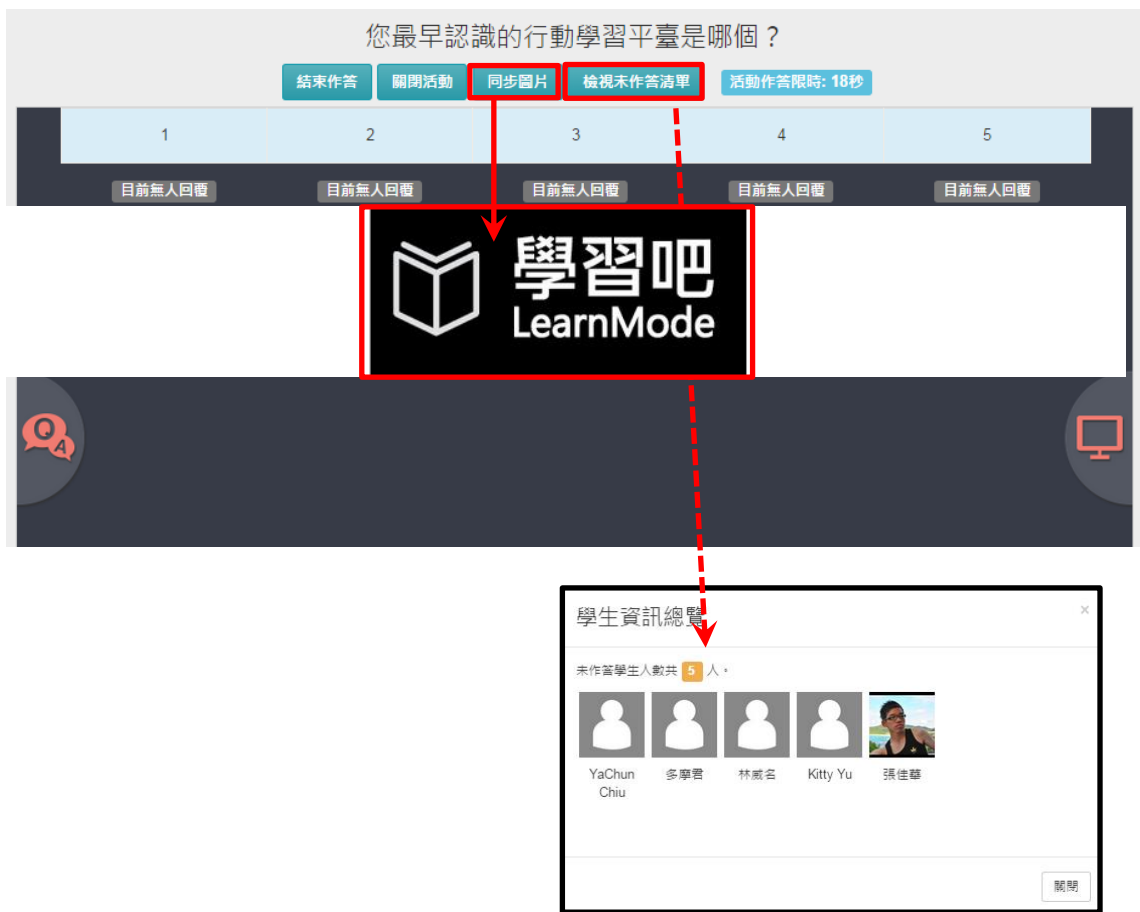 您最早認識的行動學習平臺是哪個？
結束作答 關閉活動 同步圖片 檢視未作答清單 活動作答限時: 18秒
1 2 3 4 5
目前無人回覆 目前無人回覆 目前無人回覆 目前無人回覆 目前無人回覆
學習吧
LearnMode
Q
A
學生資訊總覽 ×
未作答學生人數共 5 人。
YaChun 多摩君 林威名 Kitty Yu 張佳華
Chiu
關閉